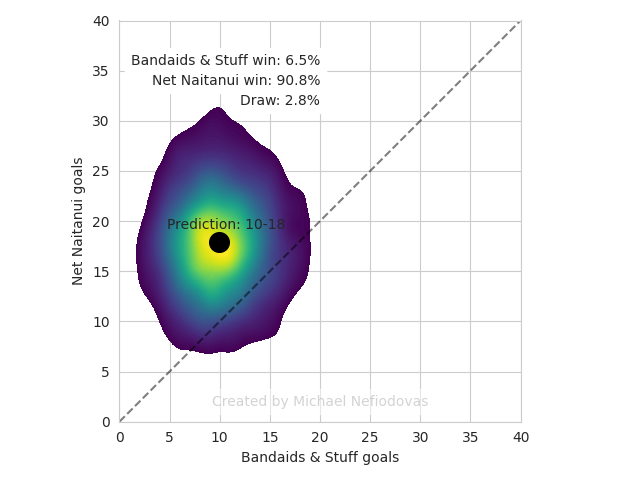 Bandaids & Stuff win: 6.5%
Net Naitanui win: 90.8%
Draw: 2.8%
Prediction: 10-18
Created by Michael Nefiodovas
Net Naitanui goals
40
35
30
25
20
15
10
5
0
0 5 10 15 20 25 30 35 40
Bandaids & Stuff goals